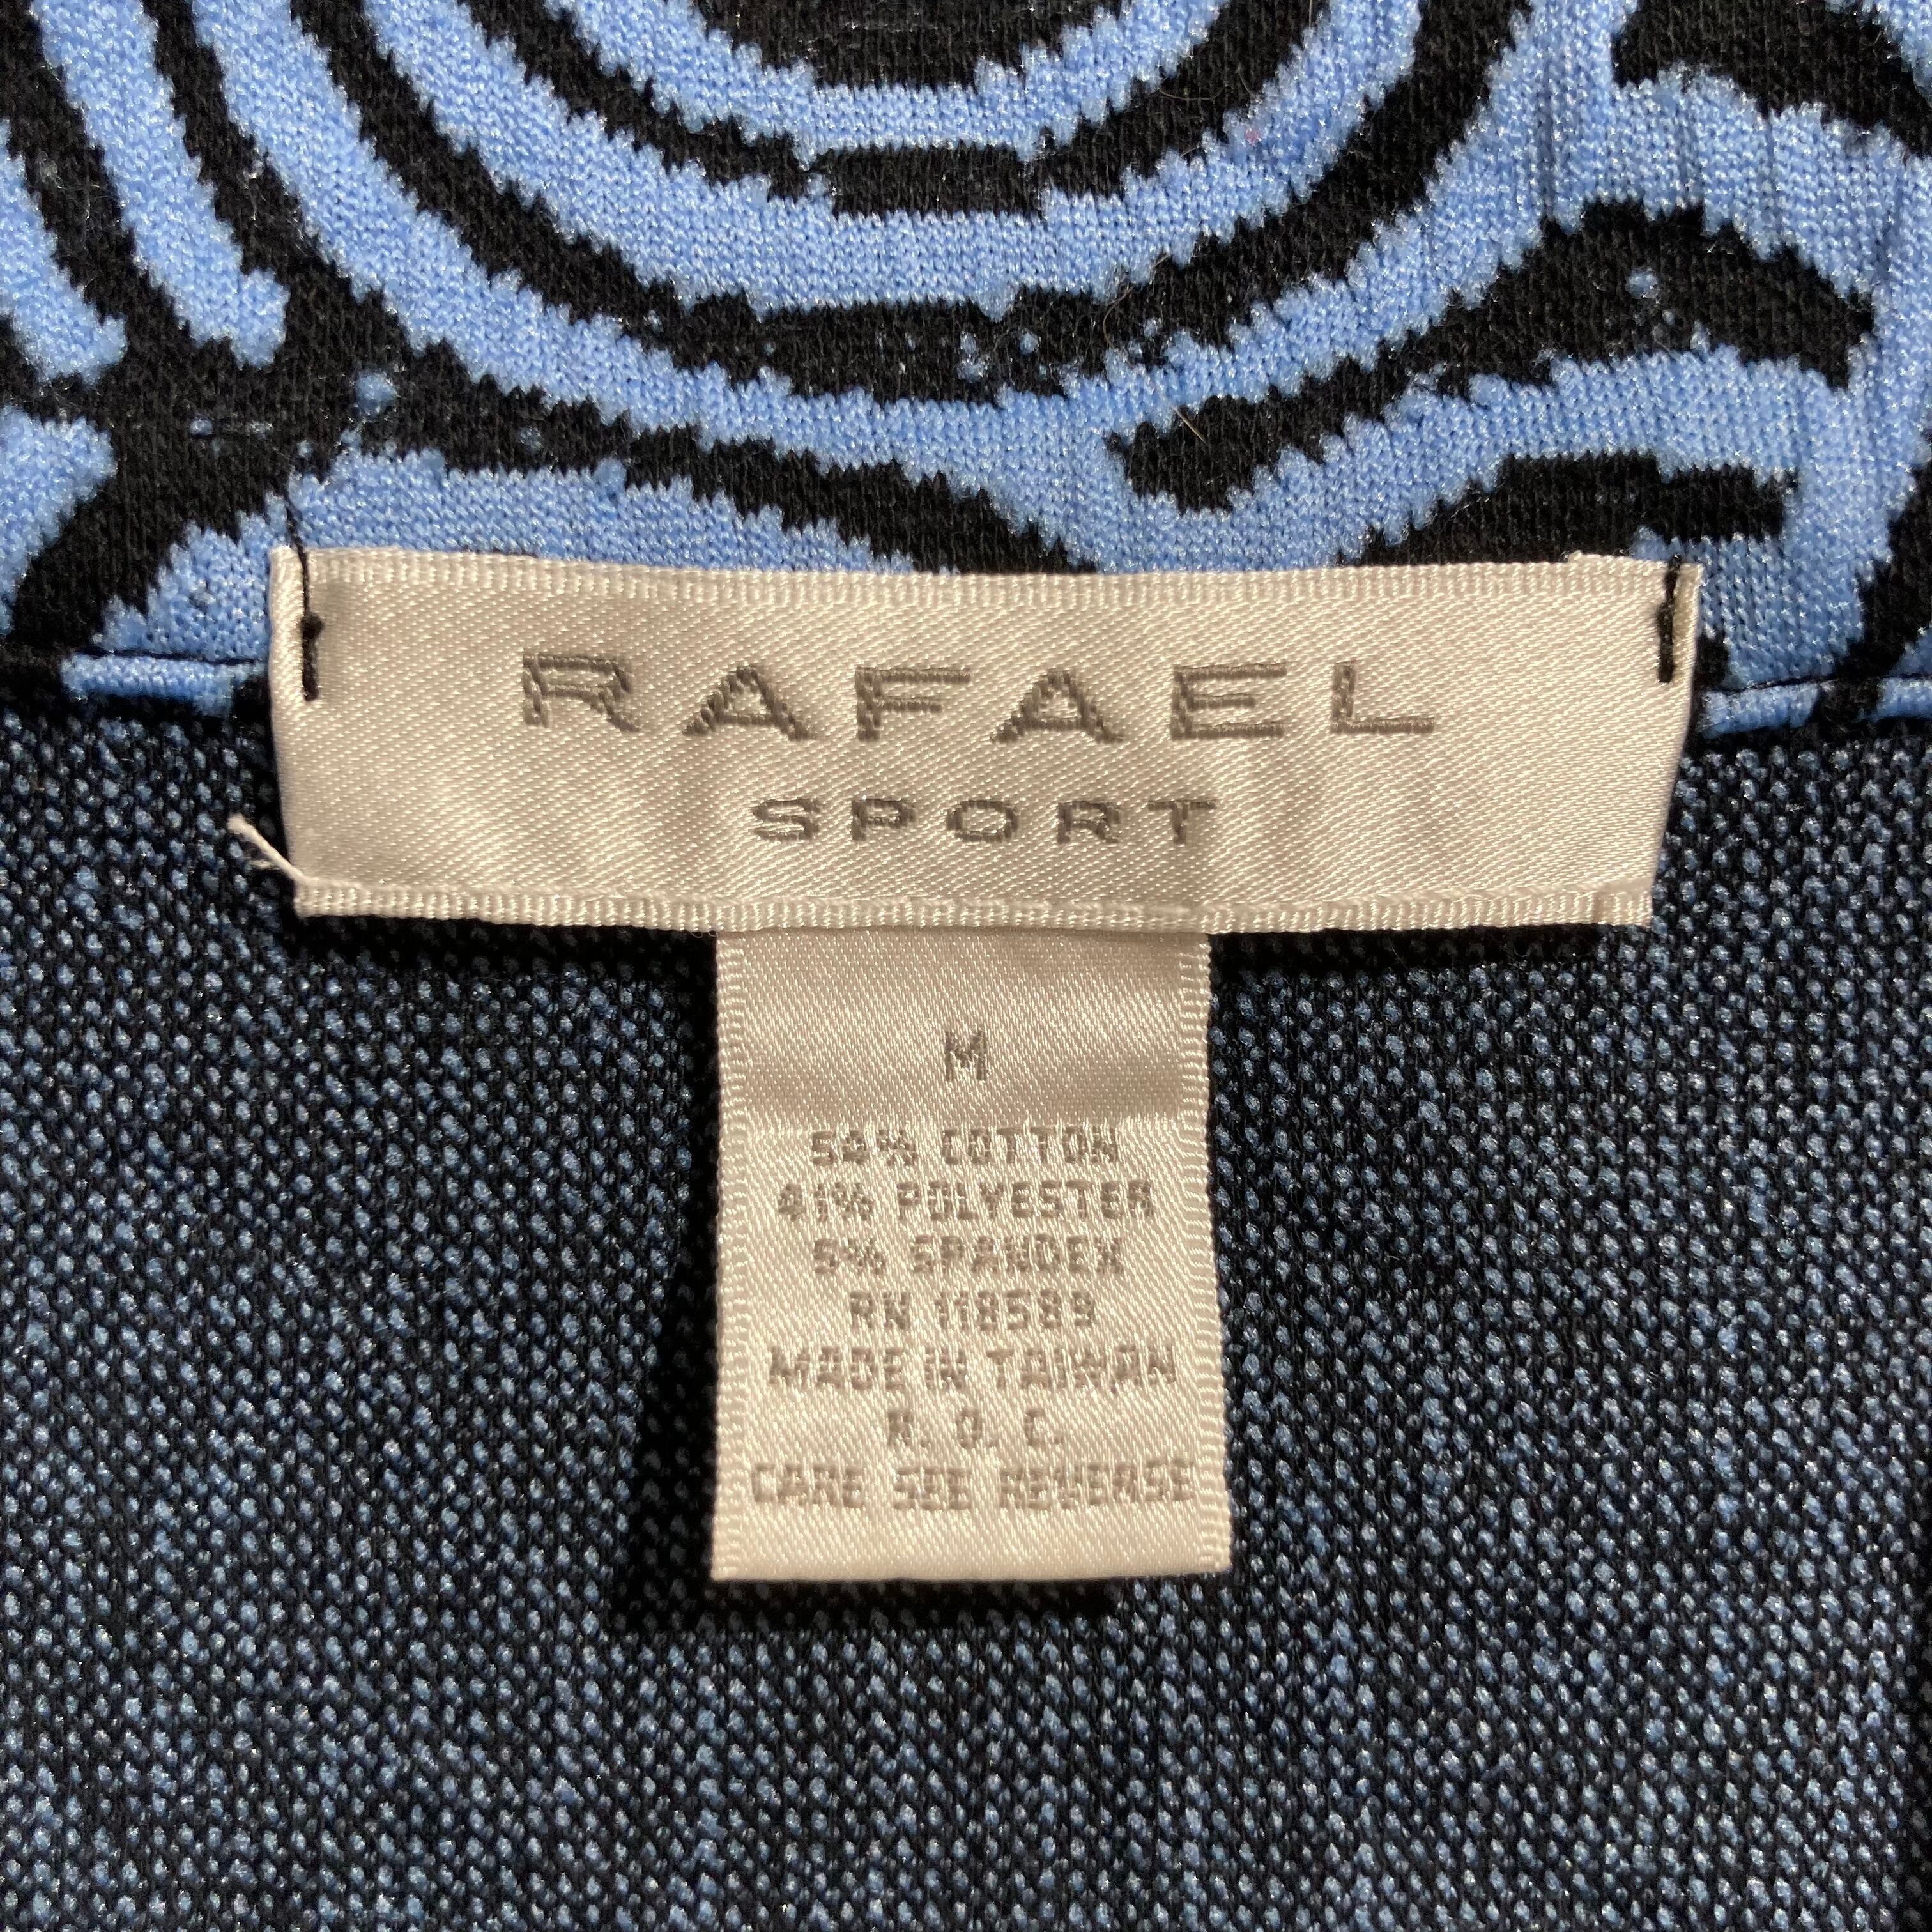 RAFAEL
SPORT
M
54% COTTON
41% POLYESTER
5% SPANDEX
RN 118589
MADE IN TAIWAN
R. O. C.
CARE SEE REVERSE